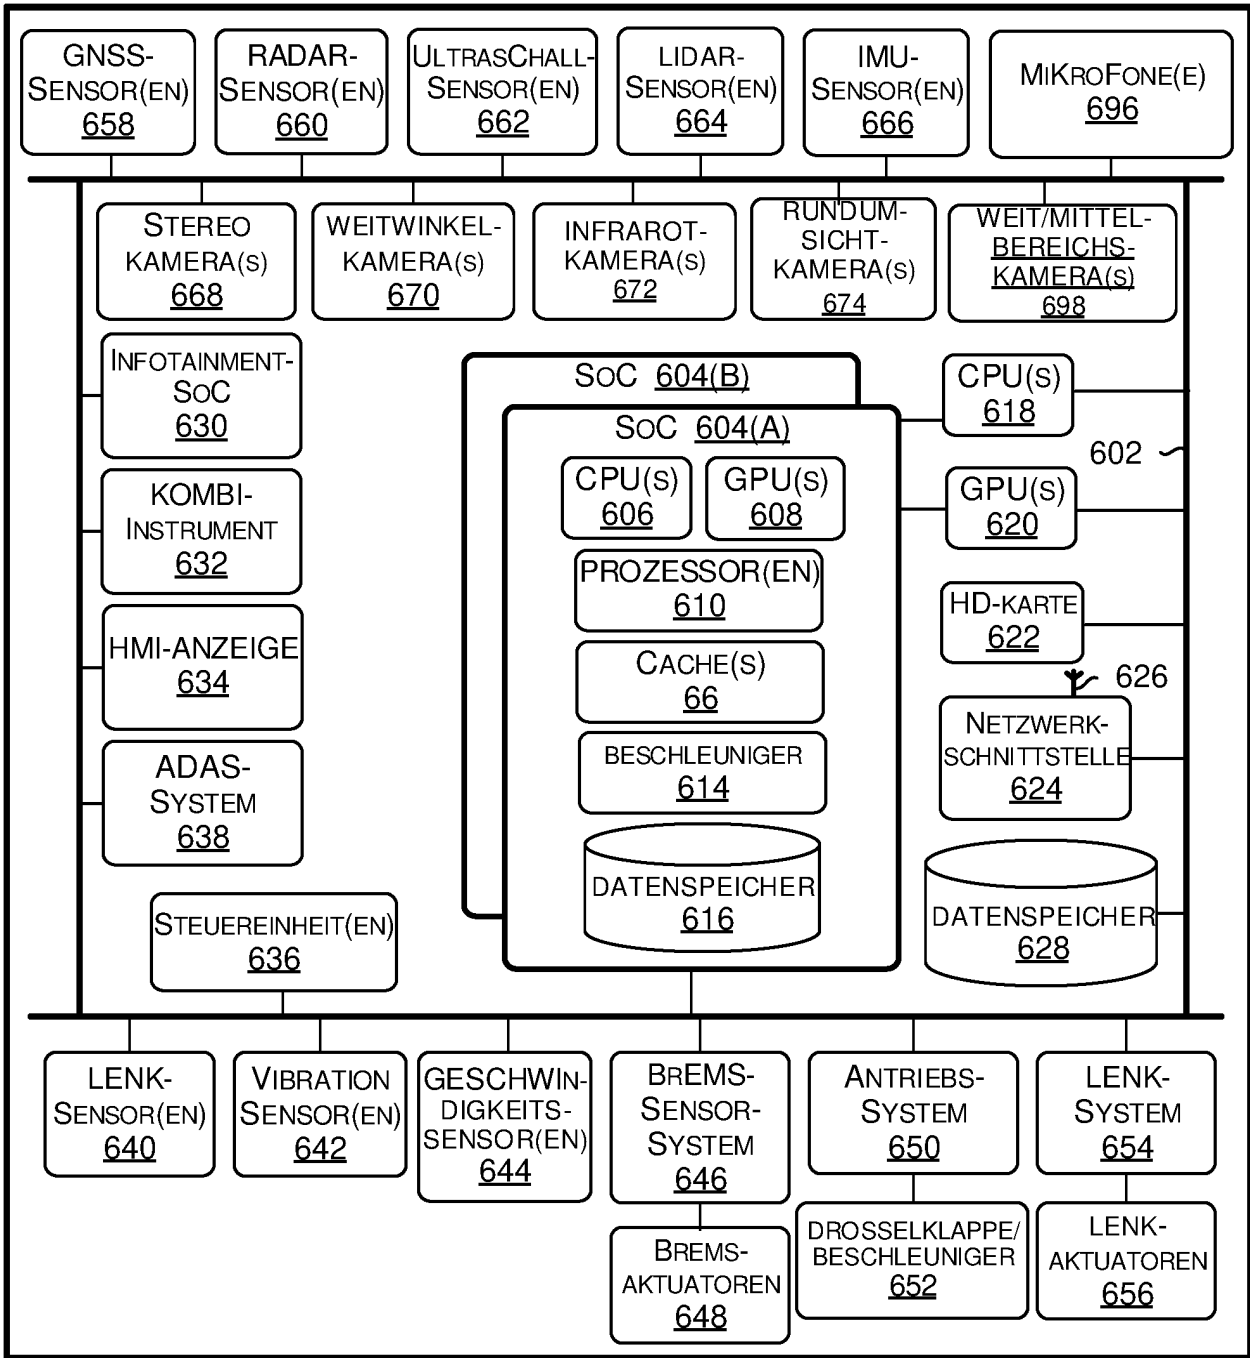 GNSS-
SENSOR(EN)
658
RADAR-
SENSOR(EN)
660
ULTRASCHALL-
SENSOR(EN)
662
LIDAR-
SENSOR(EN)
664
IMU-
SENSOR(EN)
666
MIKROFONE(E)
696
STEREO
KAMERA(S)
668
WEITWINKEL-
KAMERA(S)
670
INFRAROT-
KAMERA(S)
672
RUNDUM-
SICHT-
KAMERA(S)
674
WEIT/MITTEL-
BEREICHS-
KAMERA(S)
698
INFOTAINMENT-
SOC
630
KOMBI-
INSTRUMENT
632
HMI-ANZEIGE
634
ADAS-
SYSTEM
638
STEUEREINHEIT(EN)
636
SOC 604(B)
SOC 604(A)
CPU(S)
606
GPU(S)
608
PROZESSOR(EN)
610
CACHE(S)
66
BESCHLEUNIGER
614
DATENSPEICHER
616
CPU(S)
618
602
GPU(S)
620
HD-KARTE
622
626
NETZWERK-
SCHNITTSTELLE
624
DATENSPEICHER
628
LENK-
SENSOR(EN)
640
VIBRATION
SENSOR(EN)
642
GESCHWIN-
DIGKEITS-
SENSOR(EN)
644
BREMS-
SENSOR-
SYSTEM
646
ANTRIEBS-
SYSTEM
650
LENK-
SYSTEM
654
BREMS-
AKTUATOREN
648
DROSSELKLAPPE/
BESCHLEUNIGER
652
LENK-
AKTUATOREN
656